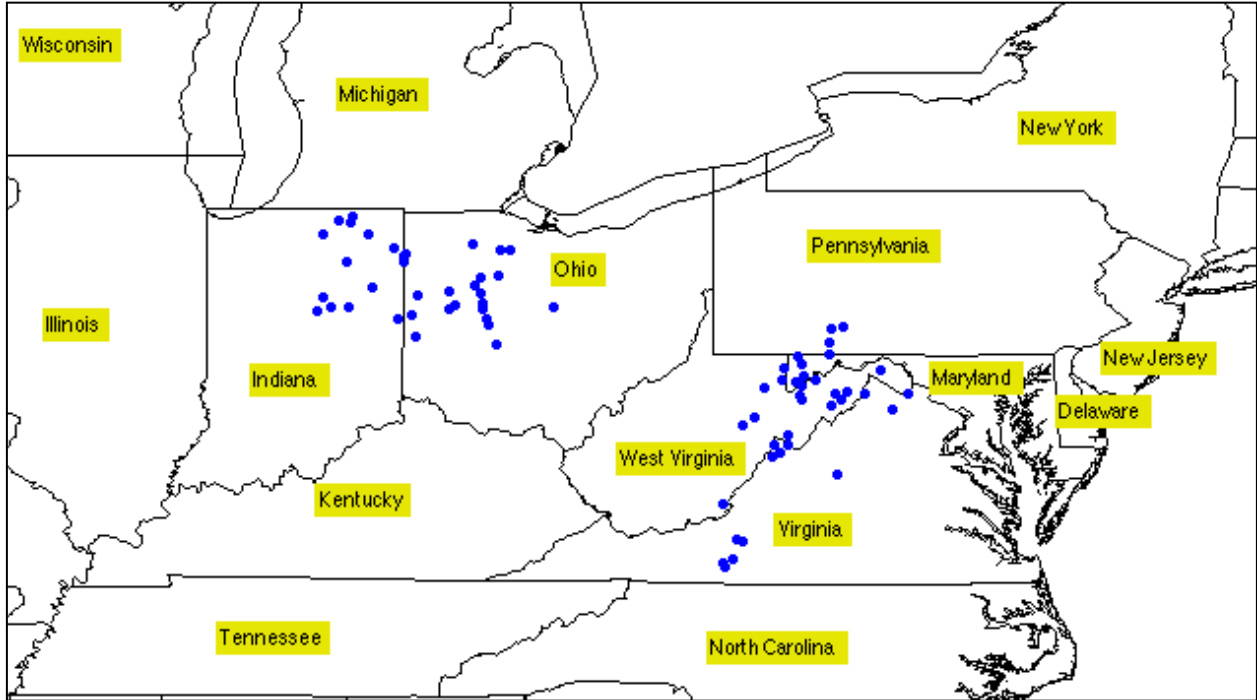 Wisconsin
Michigan
New York
Pennsylvania
Ohio
Illinois
New Jersey
Indiana
Maryland
Delaware
West Virginia
Kentucky
Virginia
Tennessee
North Carolina